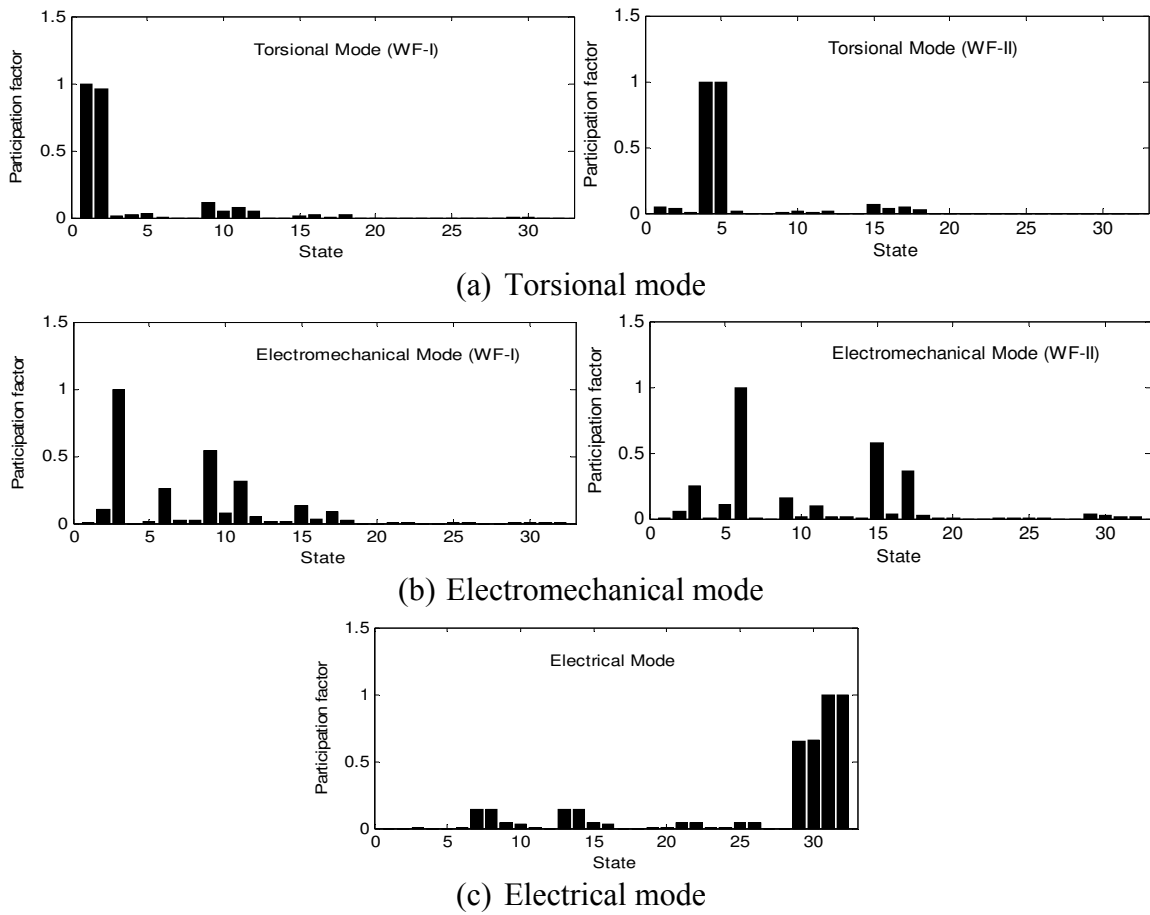 Torsional Mode (WF-I)
Participation factor
1.5
1
0.5
0
0 5 10 15 20 25 30
State
Torsional Mode (WF-II)
Participation factor
1.5
1
0.5
0
0 5 10 15 20 25 30
State
(a) Torsional mode
Electromechanical Mode (WF-I)
Participation factor
1.5
1
0.5
0
0 5 10 15 20 25 30
State
Electromechanical Mode (WF-II)
Participation factor
1.5
1
0.5
0
0 5 10 15 20 25 30
State
(b) Electromechanical mode
Electrical Mode
Participation factor
1.5
1
0.5
0
0 5 10 15 20 25 30
State
(c) Electrical mode